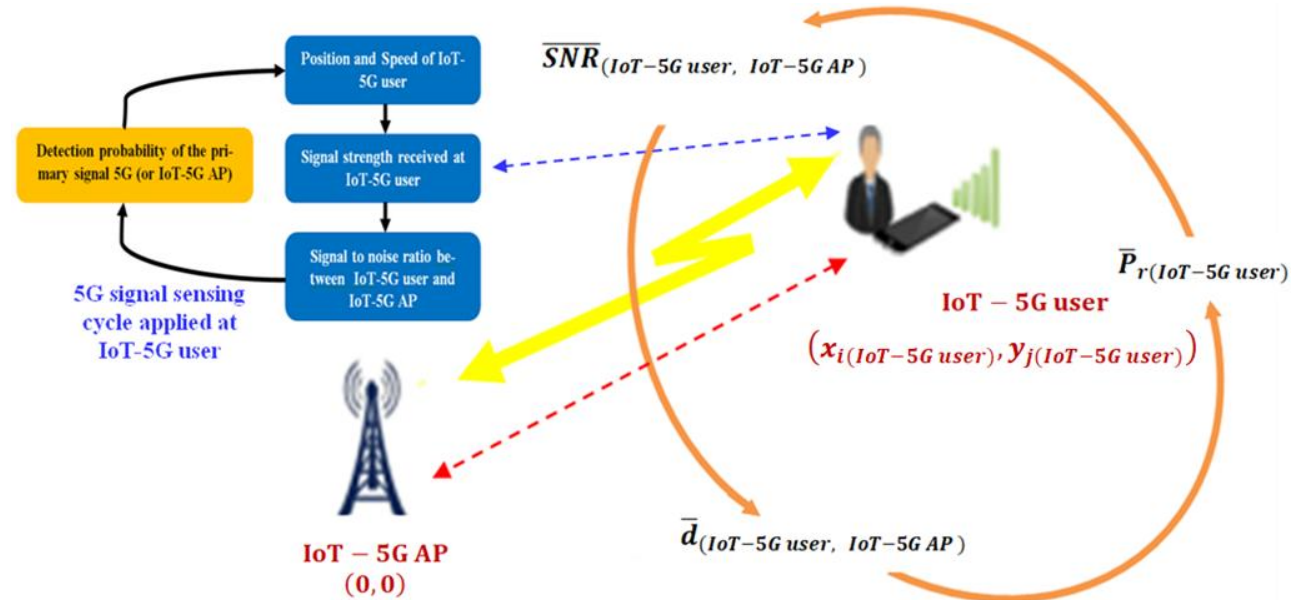 Position and Speed of IoT-
5G user
Signal strength received at
IoT-5G user
Signal to noise ratio be-
tween IoT-5G user and
IoT-5G AP
Detection probability of the pri-
mary signal 5G (or IoT-5G AP)
5G signal sensing
cycle applied at
IoT-5G user
IoT – 5G AP
(0, 0)
S̅N̅R̅(IoT−5G user, IoT−5G AP)
IoT – 5G user
(xi(IoT−5G user), yj(IoT−5G user))
P̅r(IoT−5G user)
d̅(IoT−5G user, IoT−5G AP)